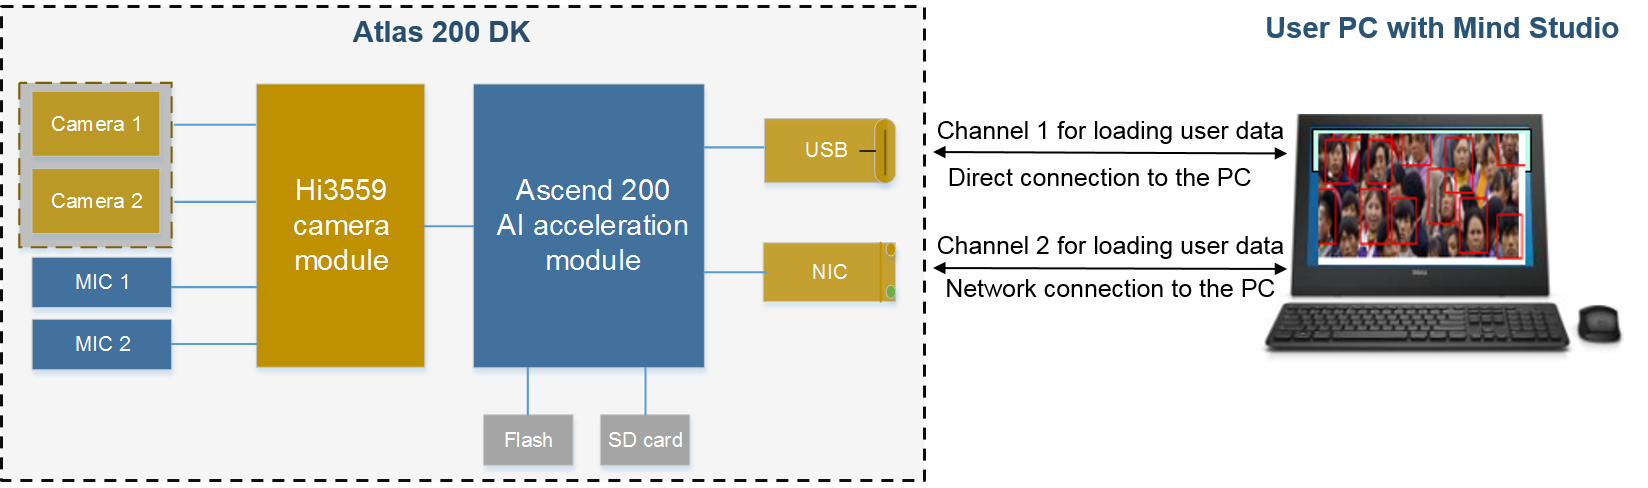 Atlas 200 DK
User PC with Mind Studio
Camera 1
Camera 2
MIC 1
MIC 2
Hi3559
camera
module
Ascend 200
AI acceleration
module
Flash
SD card
USB
NIC
Channel 1 for loading user data
Direct connection to the PC
Channel 2 for loading user data
Network connection to the PC
DELL